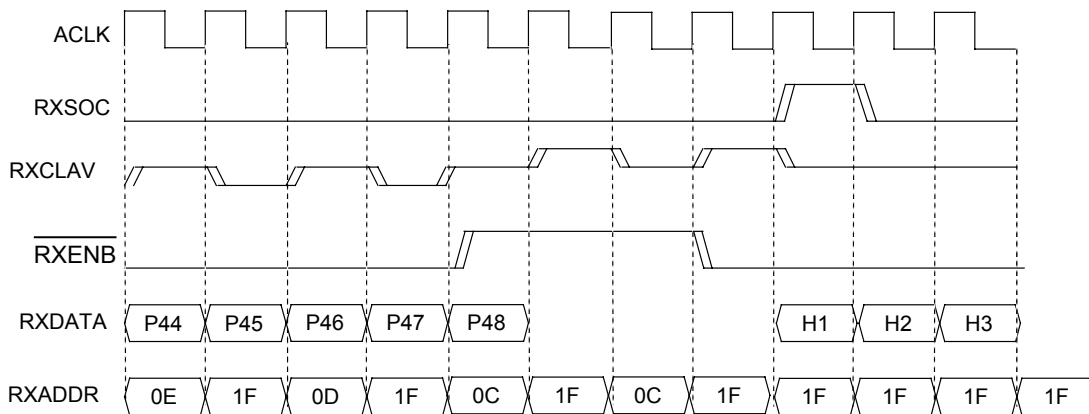 ACLK
RXSOC
RXCLAV
RXENB
RXDATA P44 P45 P46 P47 P48 H1 H2 H3
RXADDR 0E 1F 0D 1F 0C 1F 0C 1F 1F 1F 1F 1F